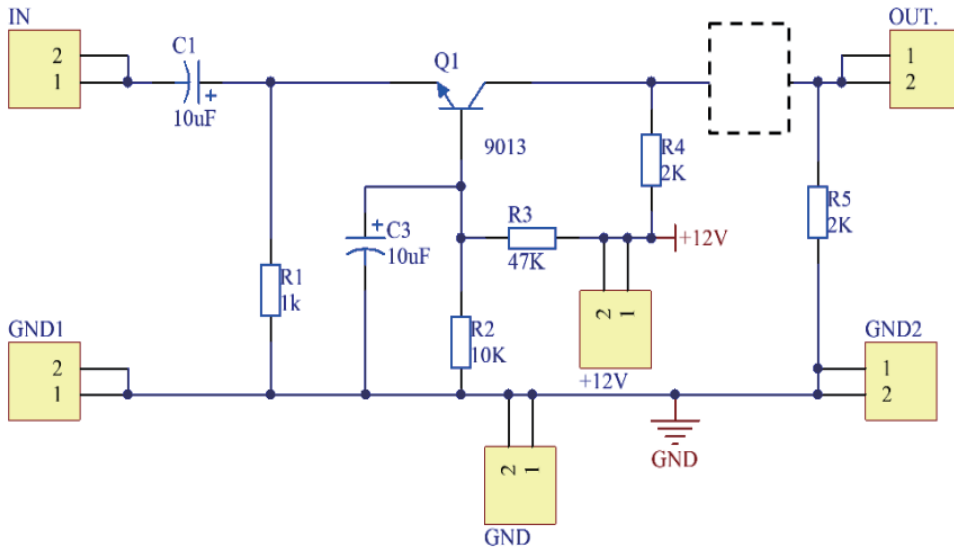 IN
2
1
C1
+
10uF
Q1
9013
OUT.
1
2
R4
2K
R5
2K
+
C3
10uF
R3
47K
+12V
R1
1k
R2
10K
2 1
+12V
GND1
2
1
GND2
1
2
GND
2 1
GND